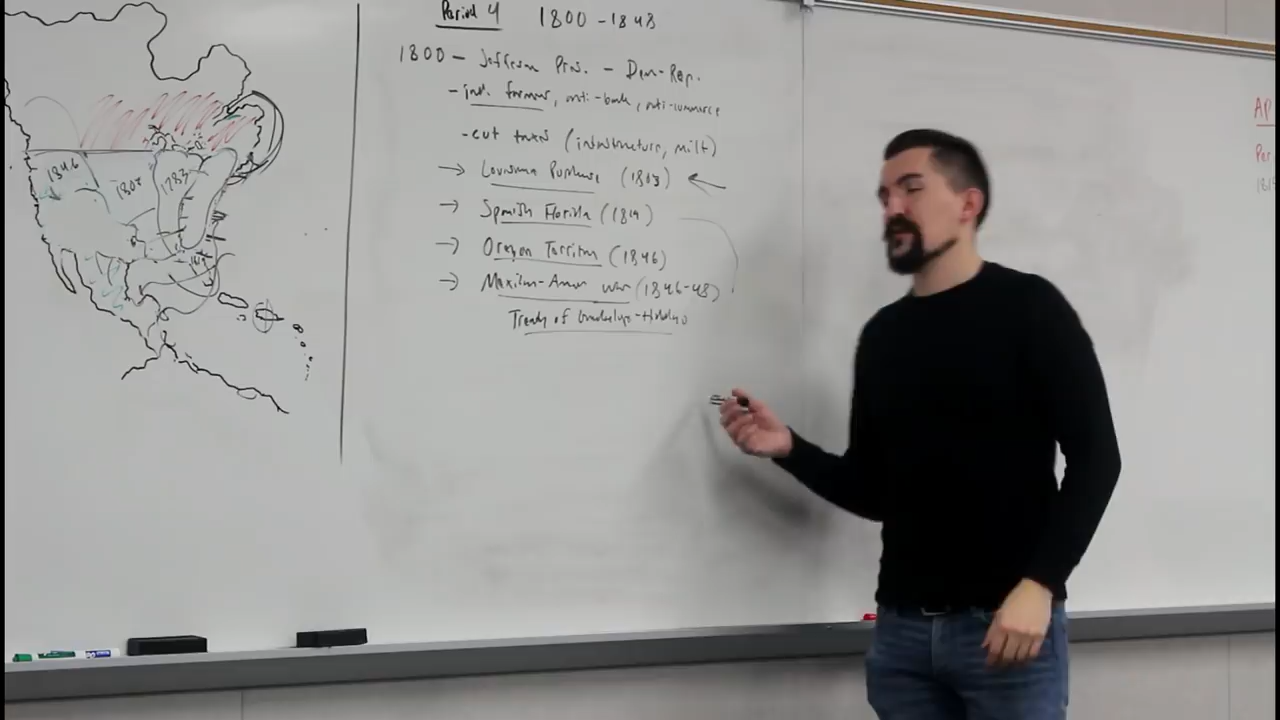 Period 4 1800-1848
1800 - Jefferson Pres. - Dem-Rep.
- ind. farmer, anti-bank, anti-commerce
- cut taxes (infrastructure, milt)
→ Louisiana Purchase (1803)
→ Spanish Florida (1819)
→ Oregon Territory (1846)
→ Mexican-Amer war (1846-48)
Treaty of Guadalupe-Hidalgo
1846
1803
1783
AP
Per